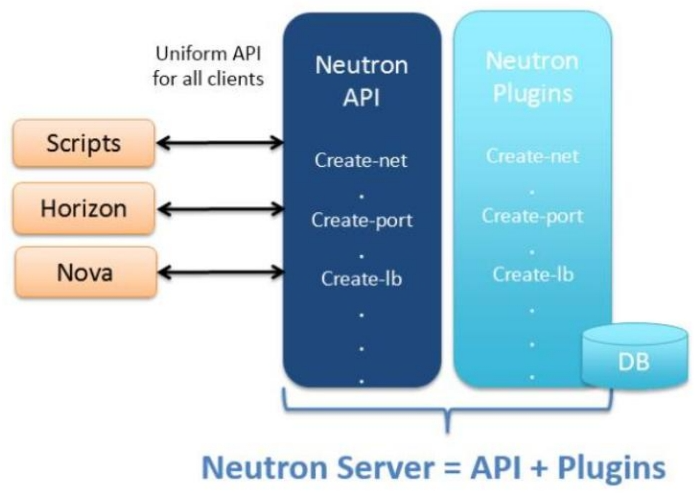 Uniform API
for all clients
Scripts
Horizon
Nova
Neutron
API
Create-net
.
Create-port
.
Create-lb
.
.
.
Neutron
Plugins
Create-net
.
Create-port
.
Create-lb
.
.
.
DB
Neutron Server = API + Plugins